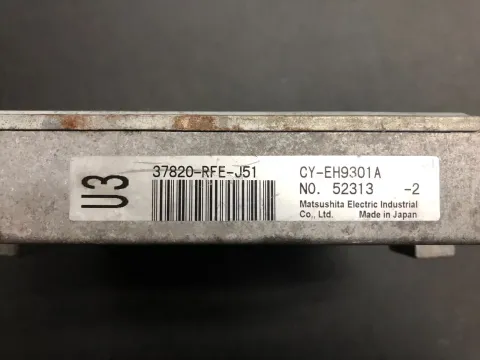 U3
37820-RFE-J51
CY-EH9301A
NO. 52313 -2
Matsushita Electric Industrial
Co., Ltd. Made in Japan